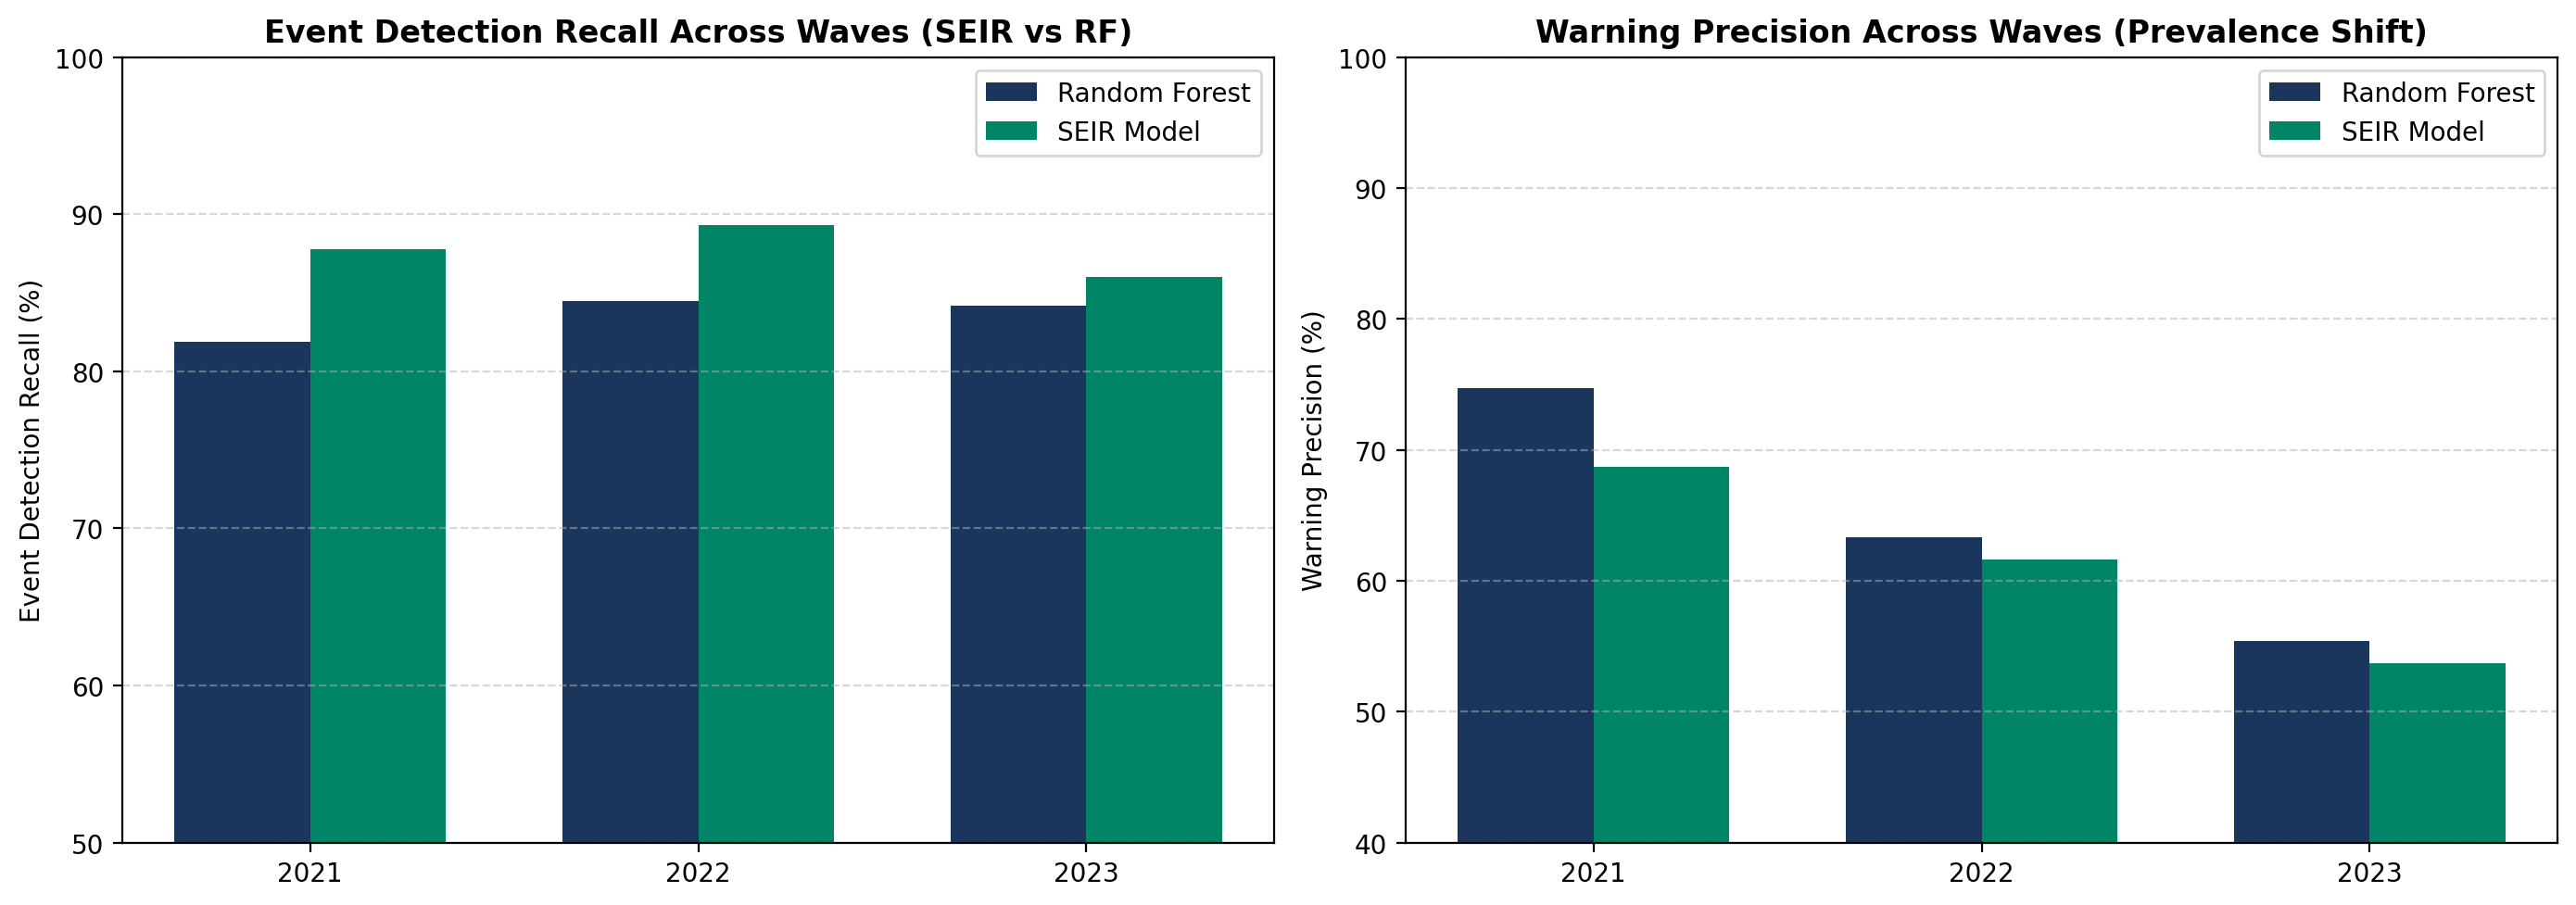 Event Detection Recall Across Waves (SEIR vs RF)
Event Detection Recall (%)
100
90
80
70
60
50
Random Forest
SEIR Model
2021
2022
2023
Warning Precision Across Waves (Prevalence Shift)
Warning Precision (%)
100
90
80
70
60
50
40
Random Forest
SEIR Model
2021
2022
2023